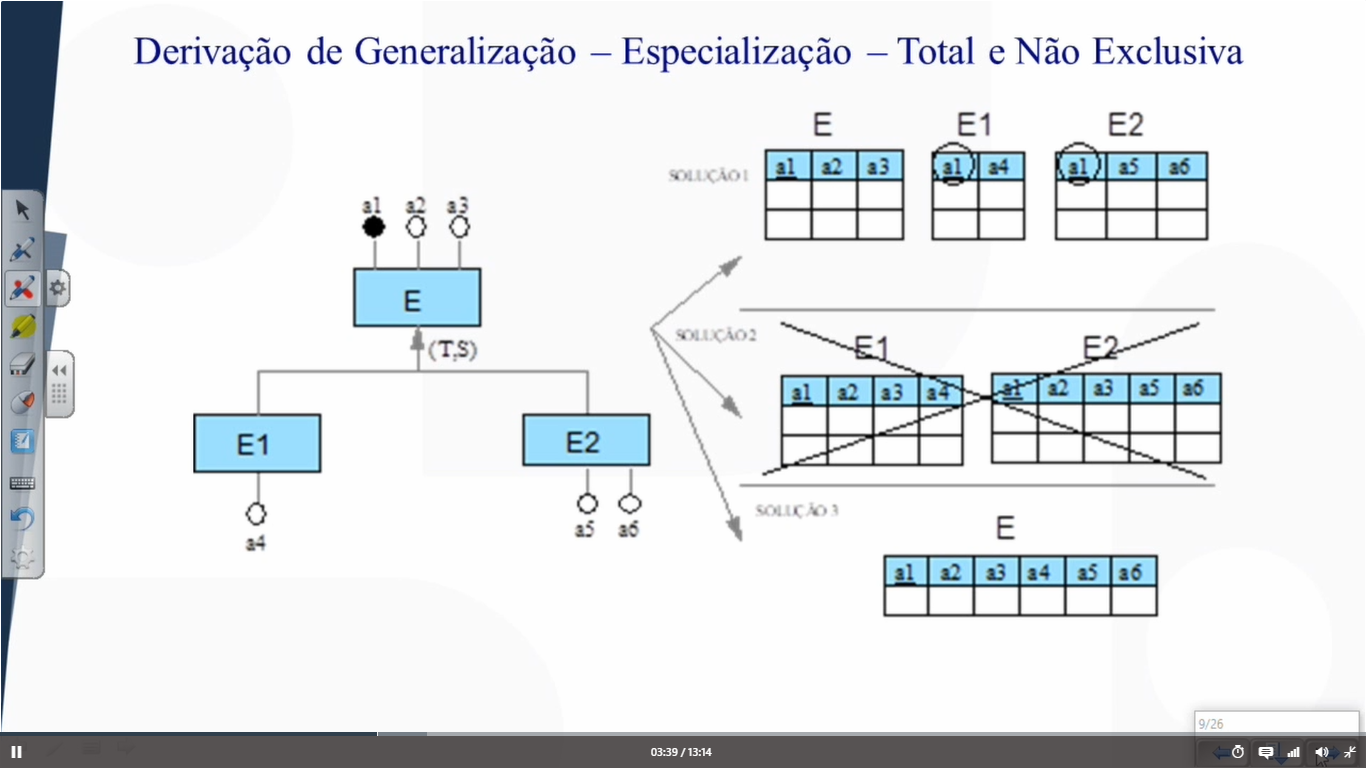 Derivação de Generalização – Especialização – Total e Não Exclusiva
E E1 E2
SOLUÇÃO 1
a1 a2 a3
a1 a4
a1 a5 a6
a1 a2 a3
E
(T,S)
E1
E2
a4
a5 a6
SOLUÇÃO 2
E1 E2
a1 a2 a3 a4
a1 a2 a3 a5 a6
SOLUÇÃO 3
E
a1 a2 a3 a4 a5 a6
9/26
03:39 / 13:14